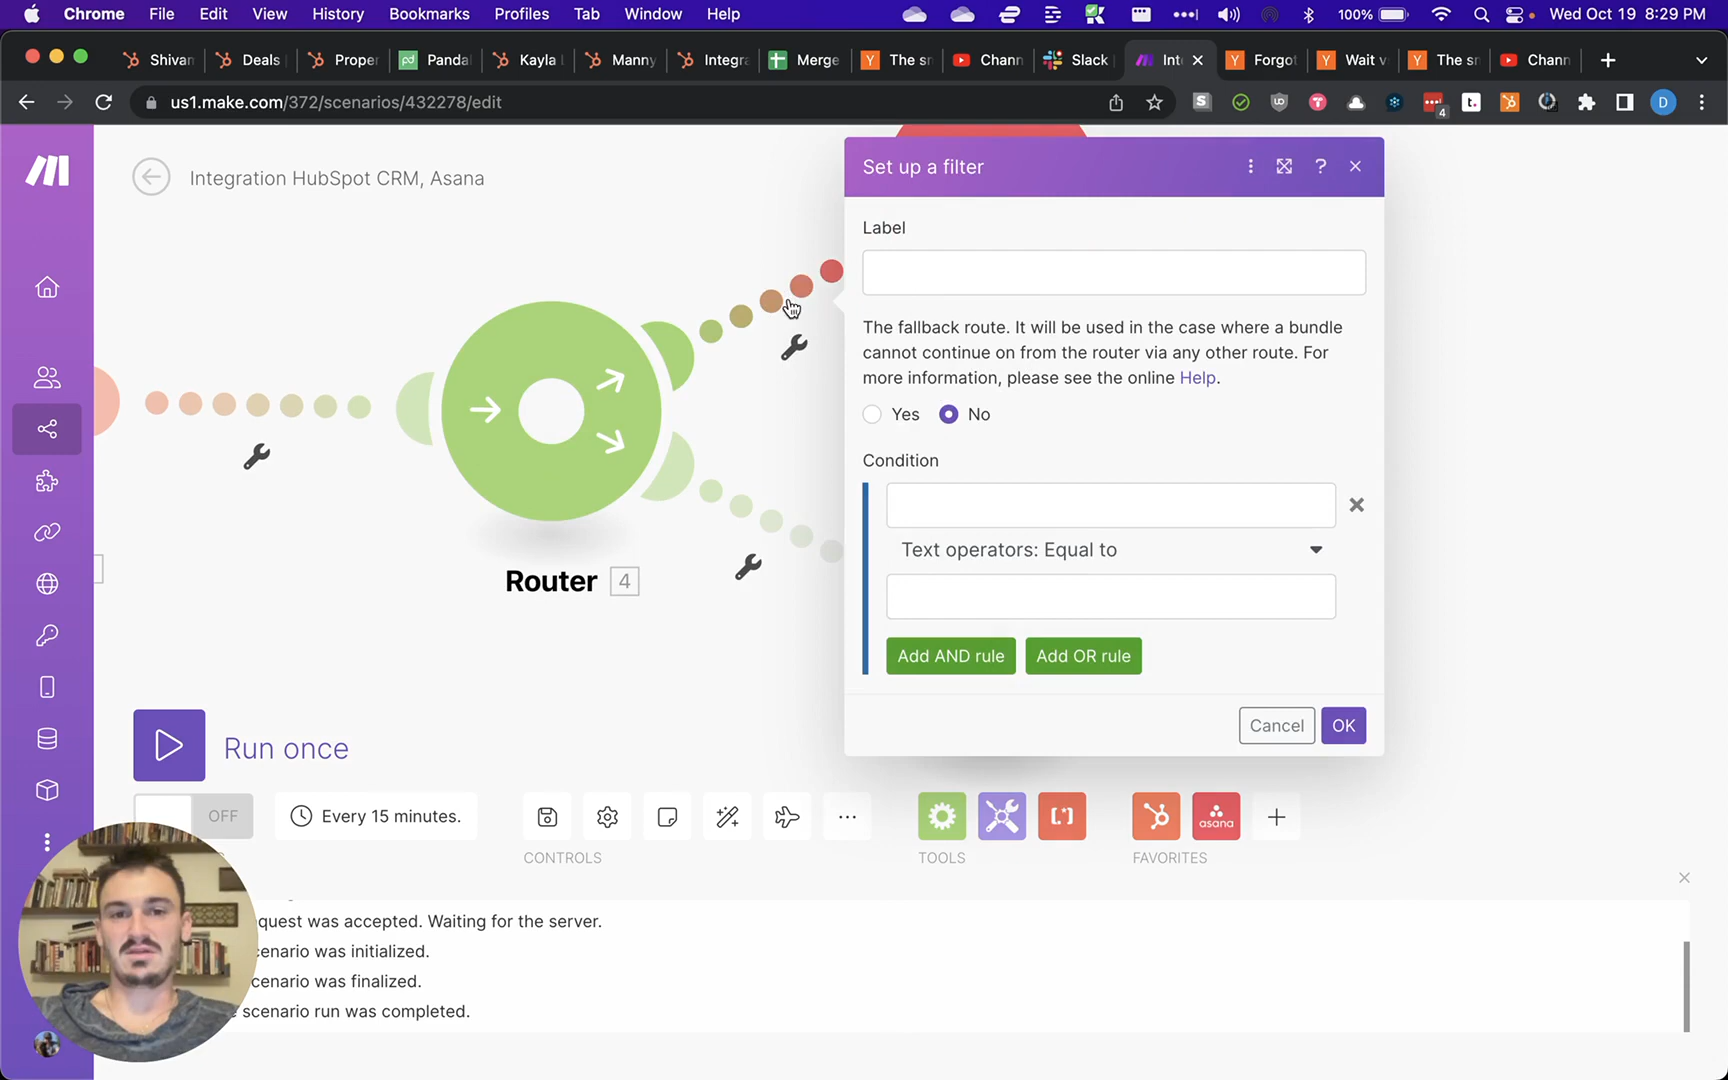 Chrome File Edit View History Bookmarks Profiles Tab Window Help 100% Wed Oct 19 8:29 PM
Shivan Deals Proper Panda Kayla Manny Integra Merge The sr Chann Slack Int Forgot Wait v The sr Chann
us1.make.com/372/scenarios/432278/edit
4
D
Integration HubSpot CRM, Asana
Set up a filter
Label
The fallback route. It will be used in the case where a bundle
cannot continue on from the router via any other route. For
more information, please see the online Help.
Yes No
Condition
Text operators: Equal to
Add AND rule Add OR rule
Cancel OK
Router 4
Run once
OFF Every 15 minutes.
asana
CONTROLS TOOLS FAVORITES
quest was accepted. Waiting for the server.
cenario was initialized.
cenario was finalized.
scenario run was completed.